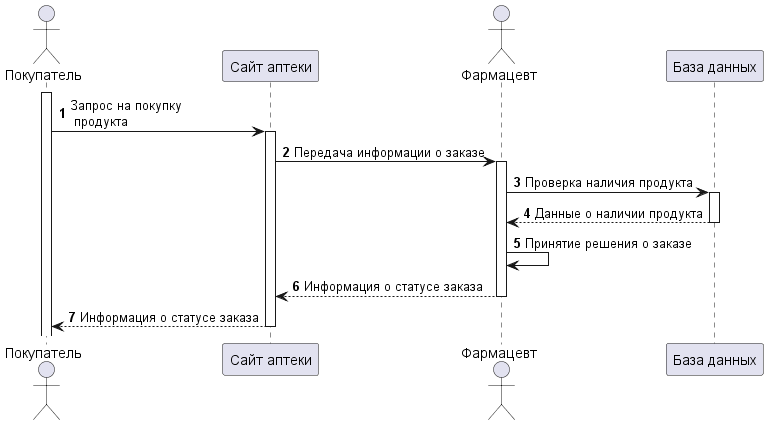 Покупатель
Сайт аптеки
Фармацевт
База данных
1 Запрос на покупку
продукта
2 Передача информации о заказе
3 Проверка наличия продукта
4 Данные о наличии продукта
5 Принятие решения о заказе
6 Информация о статусе заказа
7 Информация о статусе заказа
Покупатель
Сайт аптеки
Фармацевт
База данных